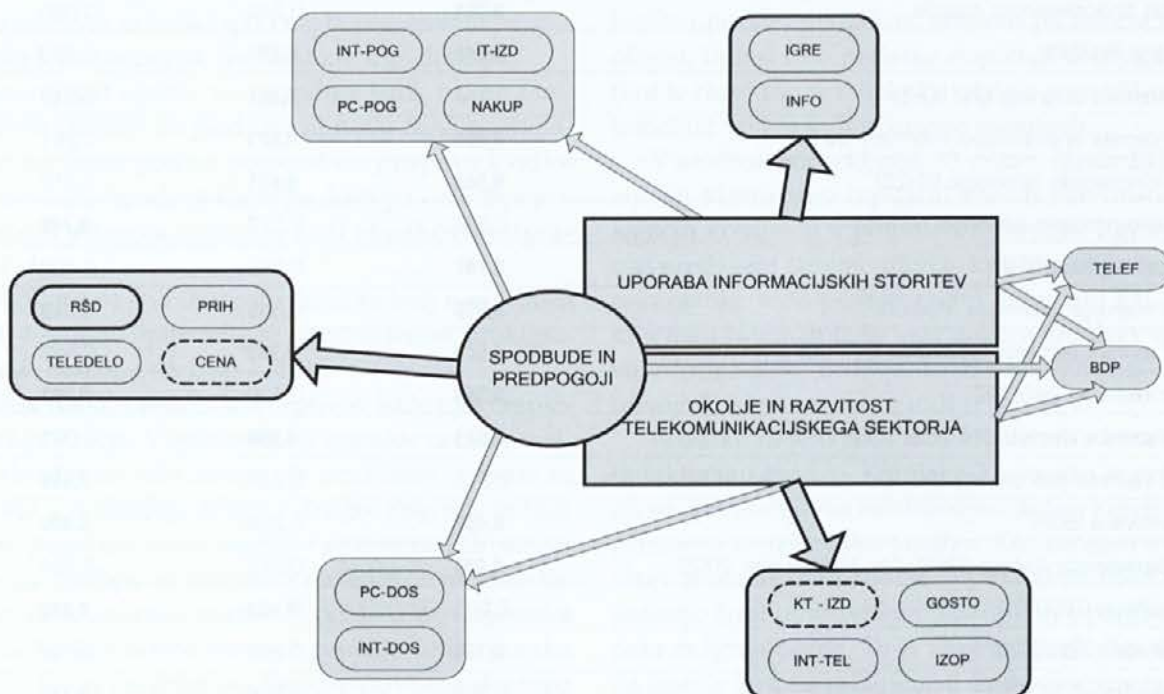 INT-POG IT-IZD
PC-POG NAKUP
IGRE
INFO
UPORABA INFORMACIJSKIH STORITEV
TELEF
RŠD PRIH
TELEDELO CENA
SPODBUDE IN
PREDPOGOJI
BDP
OKOLJE IN RAZVITOST
TELEKOMUNIKACIJSKEGA SEKTORJA
PC-DOS
INT-DOS
KT - IZD GOSTO
INT-TEL IZOP